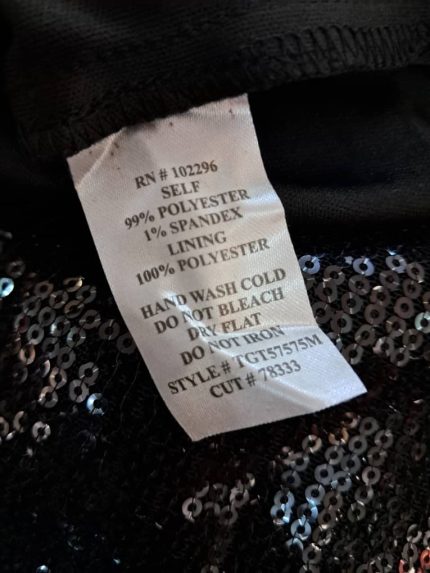 RN # 102296
SELF
99% POLYESTER
1% SPANDEX
LINING
100% POLYESTER
HAND WASH COLD
DO NOT BLEACH
DRY FLAT
DO NOT IRON
STYLE # TGT57575M
CUT # 78333